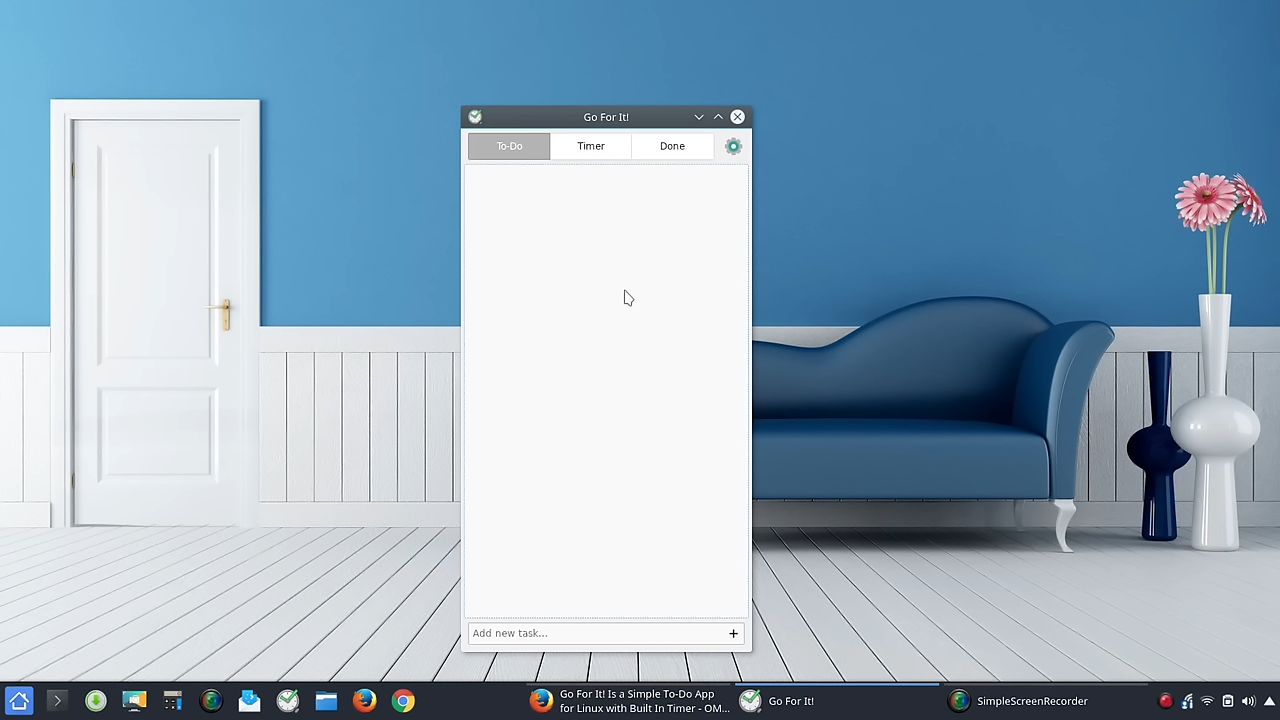 Go For It!
To-Do
Timer
Done
Add new task...
Go For It! Is a Simple To-Do App
for Linux with Built In Timer - OM...
Go For It!
SimpleScreenRecorder